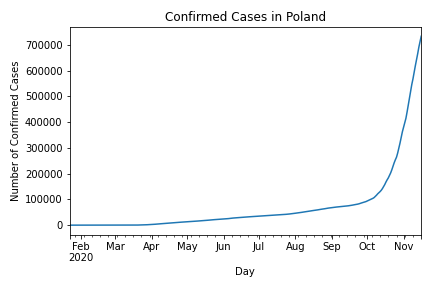 Confirmed Cases in Poland
Number of Confirmed Cases
700000
600000
500000
400000
300000
200000
100000
0
Feb Mar Apr May Jun Jul Aug Sep Oct Nov
2020
Day